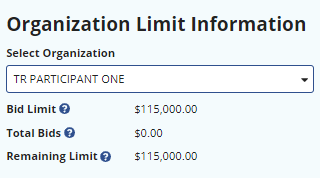 Organization Limit Information
Select Organization
TR PARTICIPANT ONE
Bid Limit ? $115,000.00
Total Bids ? $0.00
Remaining Limit ? $115,000.00